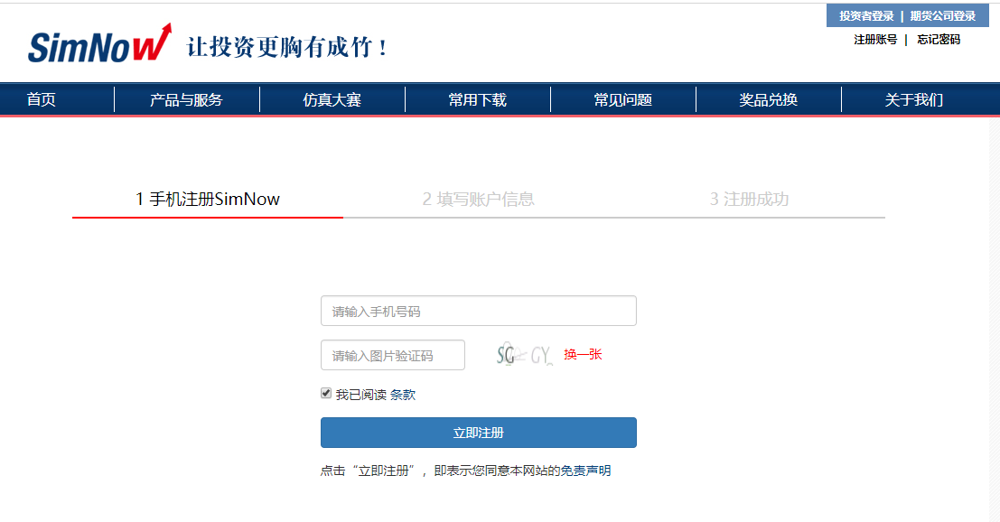 投资者登录 | 期货公司登录
SimNow 让投资更胸有成竹！
注册账号 | 忘记密码
首页 产品与服务 仿真大赛 常用下载 常见问题 奖品兑换 关于我们
1 手机注册SimNow 2 填写账户信息 3 注册成功
请输入手机号码
请输入图片验证码 换一张
我已阅读 条款
立即注册
点击“立即注册”，即表示您同意本网站的免责声明